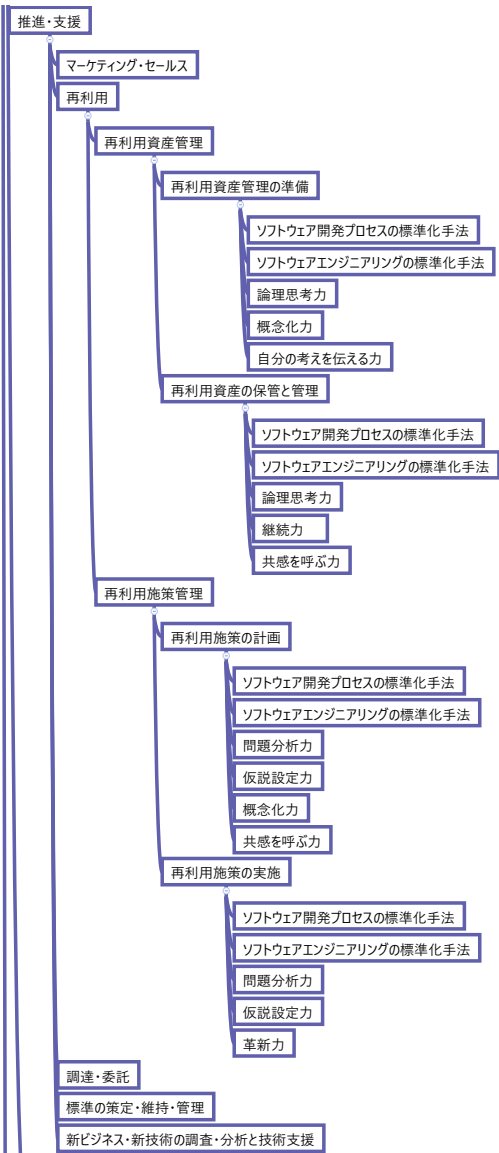 推進・支援
マーケティング・セールス
再利用
再利用資産管理
再利用資産管理の準備
ソフトウェア開発プロセスの標準化手法
ソフトウェアエンジニアリングの標準化手法
論理思考力
概念化力
自分の考えを伝える力
再利用資産の保管と管理
ソフトウェア開発プロセスの標準化手法
ソフトウェアエンジニアリングの標準化手法
論理思考力
継続力
共感を呼ぶ力
再利用施策管理
再利用施策の計画
ソフトウェア開発プロセスの標準化手法
ソフトウェアエンジニアリングの標準化手法
問題分析力
仮説設定力
概念化力
共感を呼ぶ力
再利用施策の実施
ソフトウェア開発プロセスの標準化手法
ソフトウェアエンジニアリングの標準化手法
問題分析力
仮説設定力
革新力
調達・委託
標準の策定・維持・管理
新ビジネス・新技術の調査・分析と技術支援